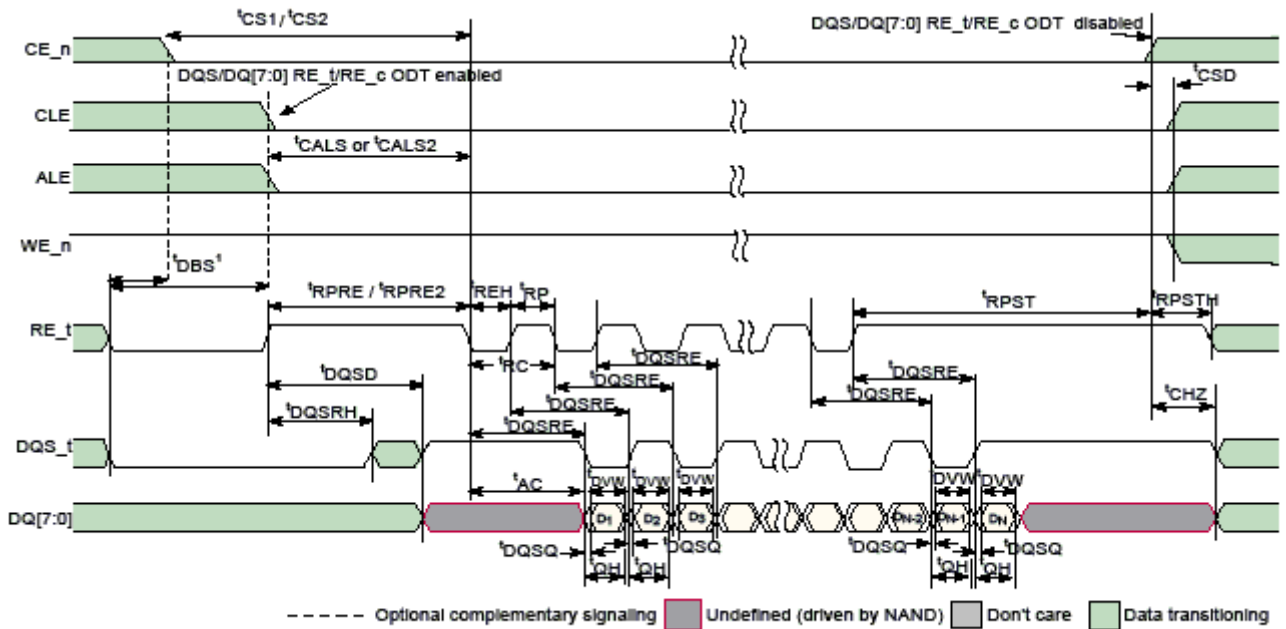 tCS1/tCS2
DQS/DQ[7:0] RE_t/RE_c ODT disabled
CE_n
DQS/DQ[7:0] RE_t/RE_c ODT enabled
tCSD
CLE
tCALS or tCALS2
ALE
WE_n
tDBS1
tRPRE / tRPRE2
tREH
tRP
tRPST
tRPSTH
RE_t
tRC
tDQSRE
tDQSRE
tDQSD
tDQSRE
tDQSRE
tDQSRH
tDQSRE
tCHZ
tDQSRE
DQS_t
tAC
tDVW
tDVW
tDVW
tDVW
tDVW
DQ[7:0]
D1
D2
D3
DN-2
DN-1
DN
tDQSQ
tDQSQ
tDQSQ
tDQSQ
tQH
tQH
tQH
tQH
Optional complementary signaling
Undefined (driven by NAND)
Don't care
Data transitioning